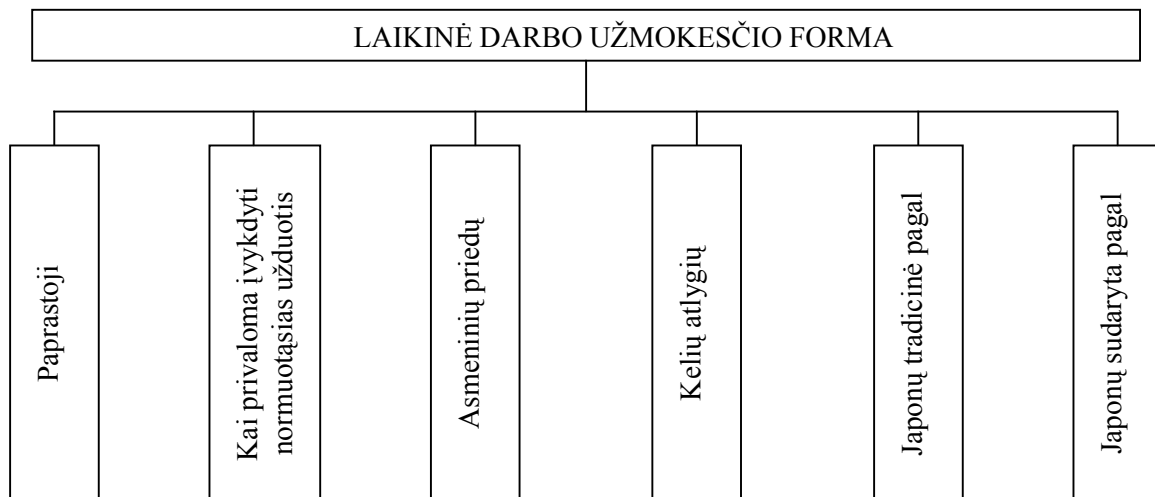 LAIKINĖ DARBO UŽMOKESČIO FORMA
Paprastoji
Kai privaloma įvykdyti
normuotąsias užduotis
Asmeninių priedų
Kelių atlygių
Japonų tradicinė pagal
Japonų sudaryta pagal